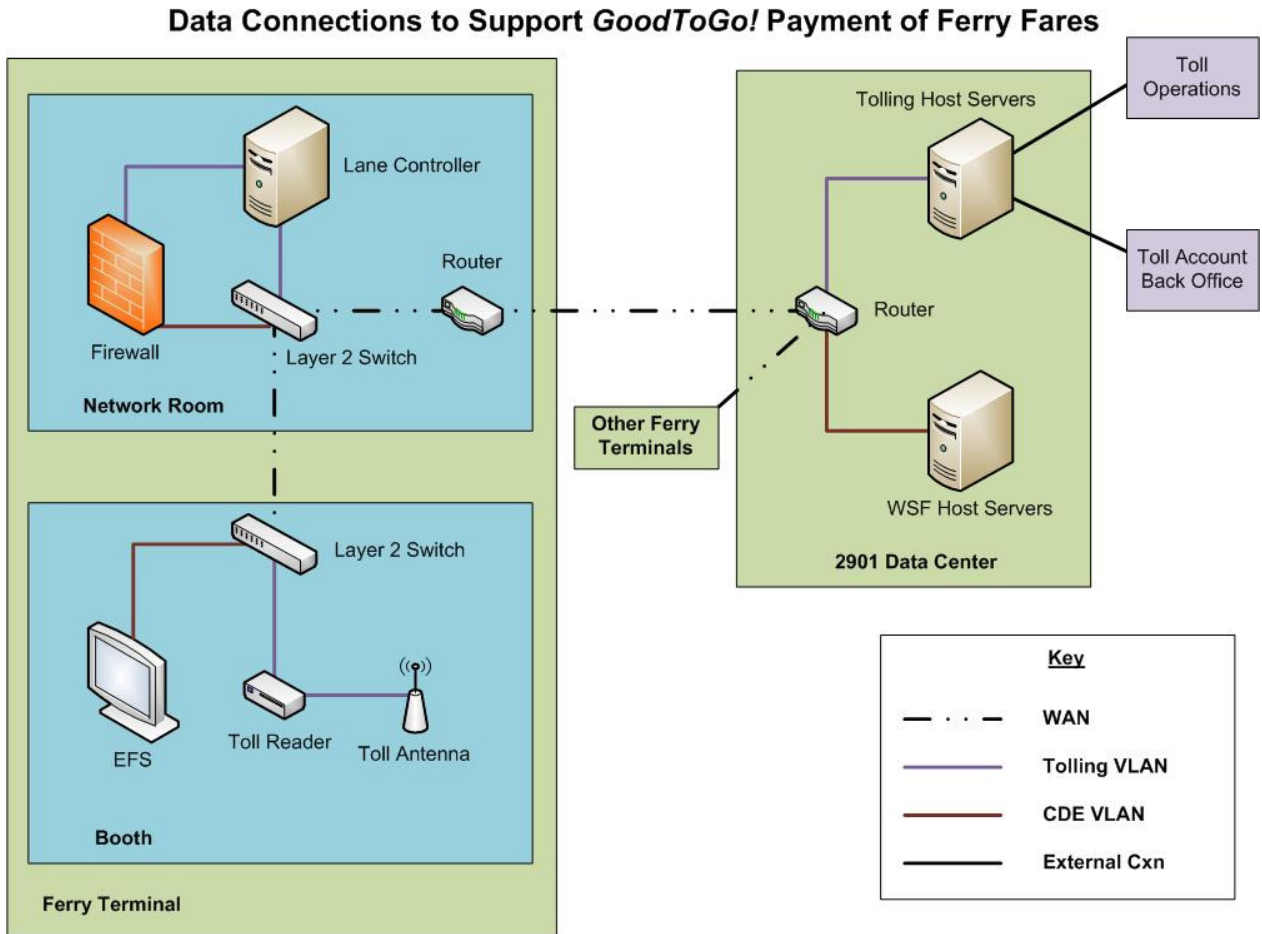 Data Connections to Support GoodToGo! Payment of Ferry Fares
Lane Controller
Router
Firewall
Layer 2 Switch
Network Room
Layer 2 Switch
EFS
Toll Reader
Toll Antenna
Booth
Ferry Terminal
Other Ferry
Terminals
Tolling Host Servers
Router
WSF Host Servers
2901 Data Center
Toll
Operations
Toll Account
Back Office
Key
WAN
Tolling VLAN
CDE VLAN
External Cxn